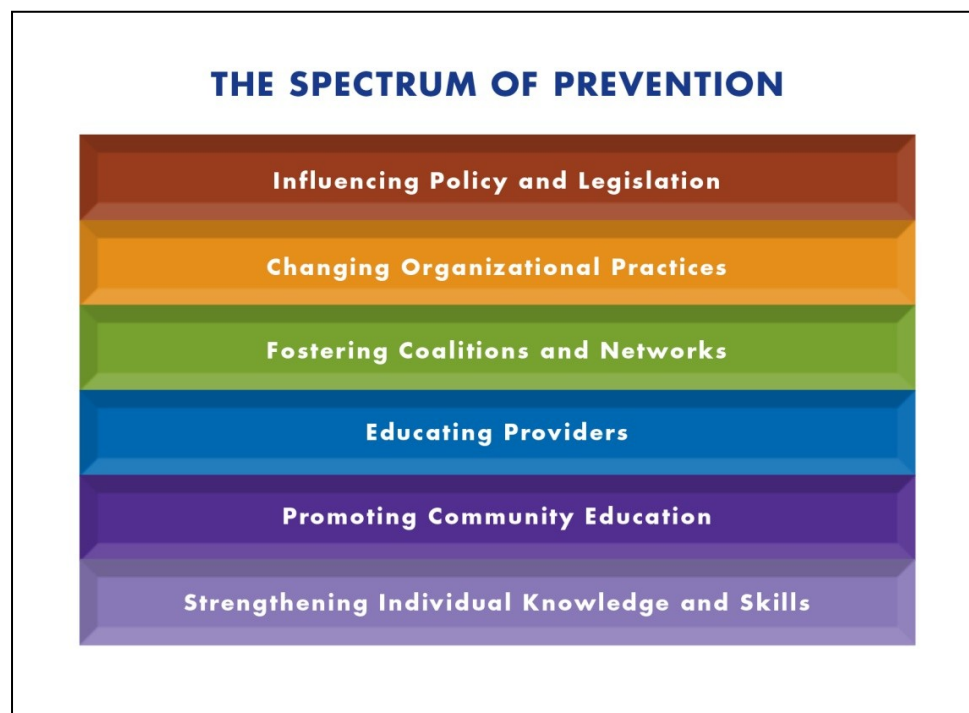 THE SPECTRUM OF PREVENTION
Influencing Policy and Legislation
Changing Organizational Practices
Fostering Coalitions and Networks
Educating Providers
Promoting Community Education
Strengthening Individual Knowledge and Skills